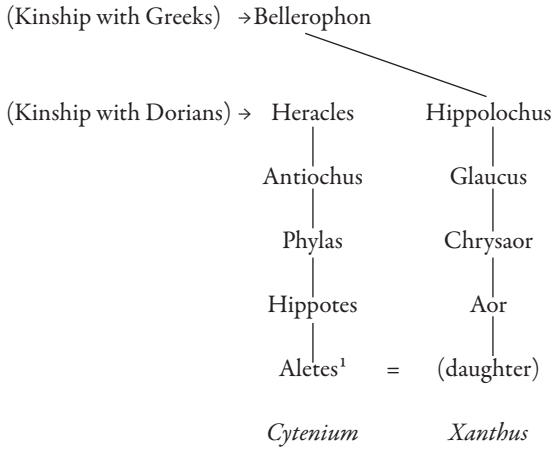 (Kinship with Greeks) → Bellerophon
(Kinship with Dorians) → Heracles Hippolochus
Antiochus Glaucus
Phylas Chrysaor
Hippotes Aor
Aletes¹ = (daughter)
Cytenium Xanthus